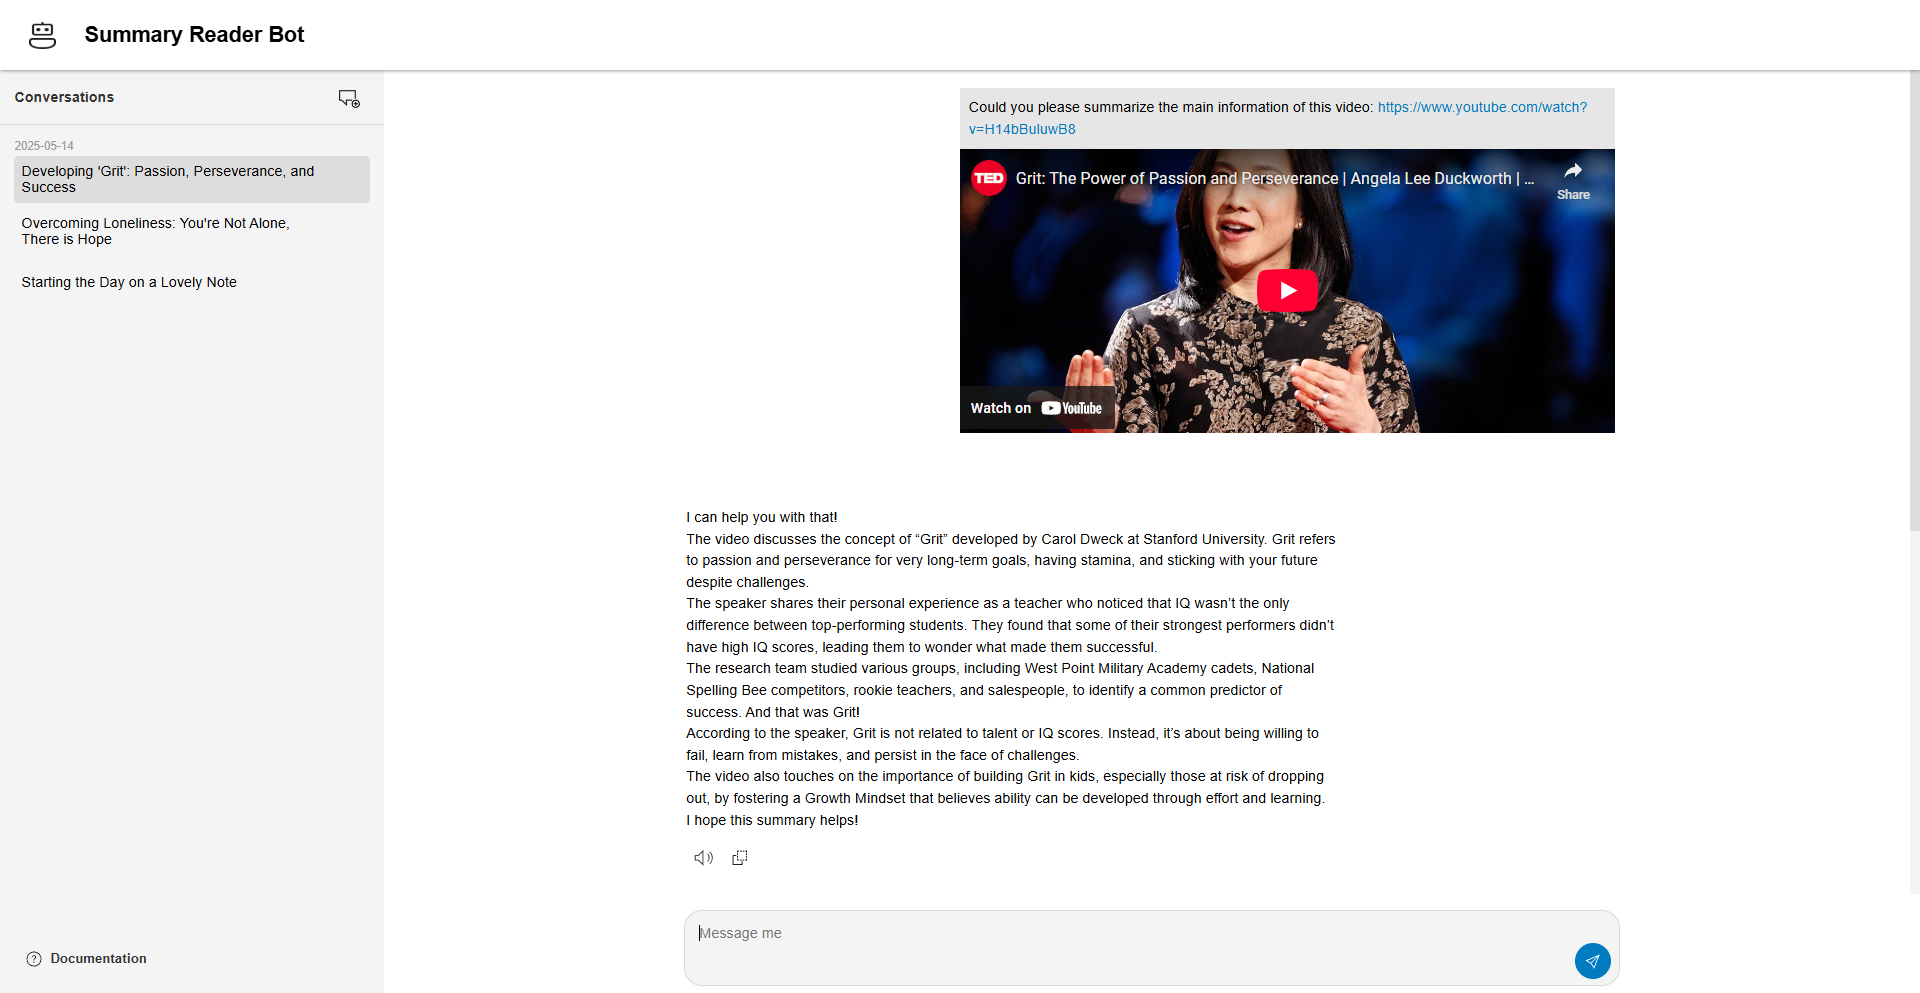 Summary Reader Bot
Conversations
2025-05-14
Developing 'Grit': Passion, Perseverance, and
Success
Overcoming Loneliness: You're Not Alone,
There is Hope
Starting the Day on a Lovely Note
Documentation
Could you please summarize the main information of this video: https://www.youtube.com/watch?
v=H14bBuluwB8
TED
Grit: The Power of Passion and Perseverance | Angela Lee Duckworth | ...
Share
Watch on YouTube
I can help you with that!
The video discusses the concept of “Grit” developed by Carol Dweck at Stanford University. Grit refers
to passion and perseverance for very long-term goals, having stamina, and sticking with your future
despite challenges.
The speaker shares their personal experience as a teacher who noticed that IQ wasn’t the only
difference between top-performing students. They found that some of their strongest performers didn’t
have high IQ scores, leading them to wonder what made them successful.
The research team studied various groups, including West Point Military Academy cadets, National
Spelling Bee competitors, rookie teachers, and salespeople, to identify a common predictor of
success. And that was Grit!
According to the speaker, Grit is not related to talent or IQ scores. Instead, it’s about being willing to
fail, learn from mistakes, and persist in the face of challenges.
The video also touches on the importance of building Grit in kids, especially those at risk of dropping
out, by fostering a Growth Mindset that believes ability can be developed through effort and learning.
I hope this summary helps!
Message me